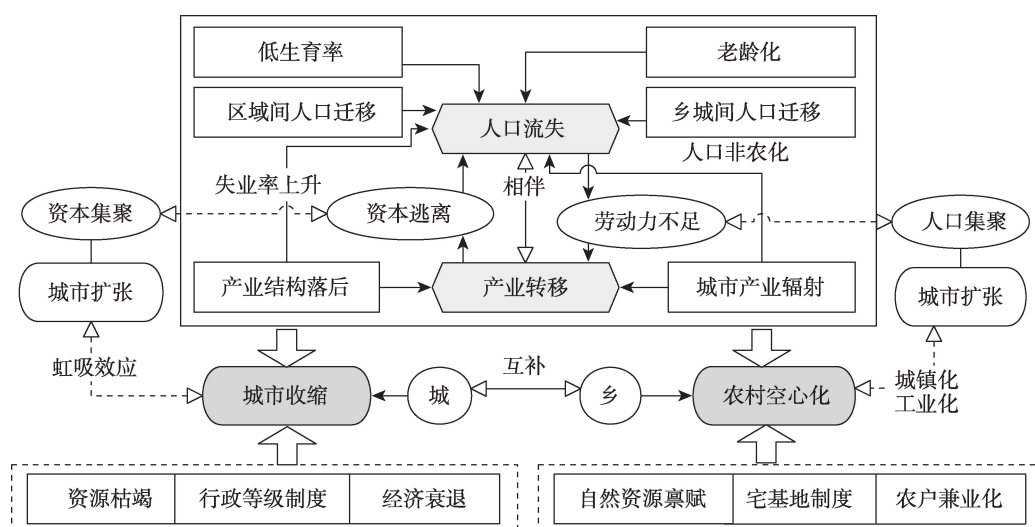 低生育率
老龄化
区域间人口迁移
人口流失
乡城间人口迁移
人口非农化
失业率上升
相伴
资本集聚
资本逃离
劳动力不足
人口集聚
城市扩张
产业结构落后
产业转移
城市产业辐射
城市扩张
虹吸效应
城市收缩
城
互补
乡
农村空心化
城镇化
工业化
资源枯竭
行政等级制度
经济衰退
自然资源禀赋
宅基地制度
农户兼业化